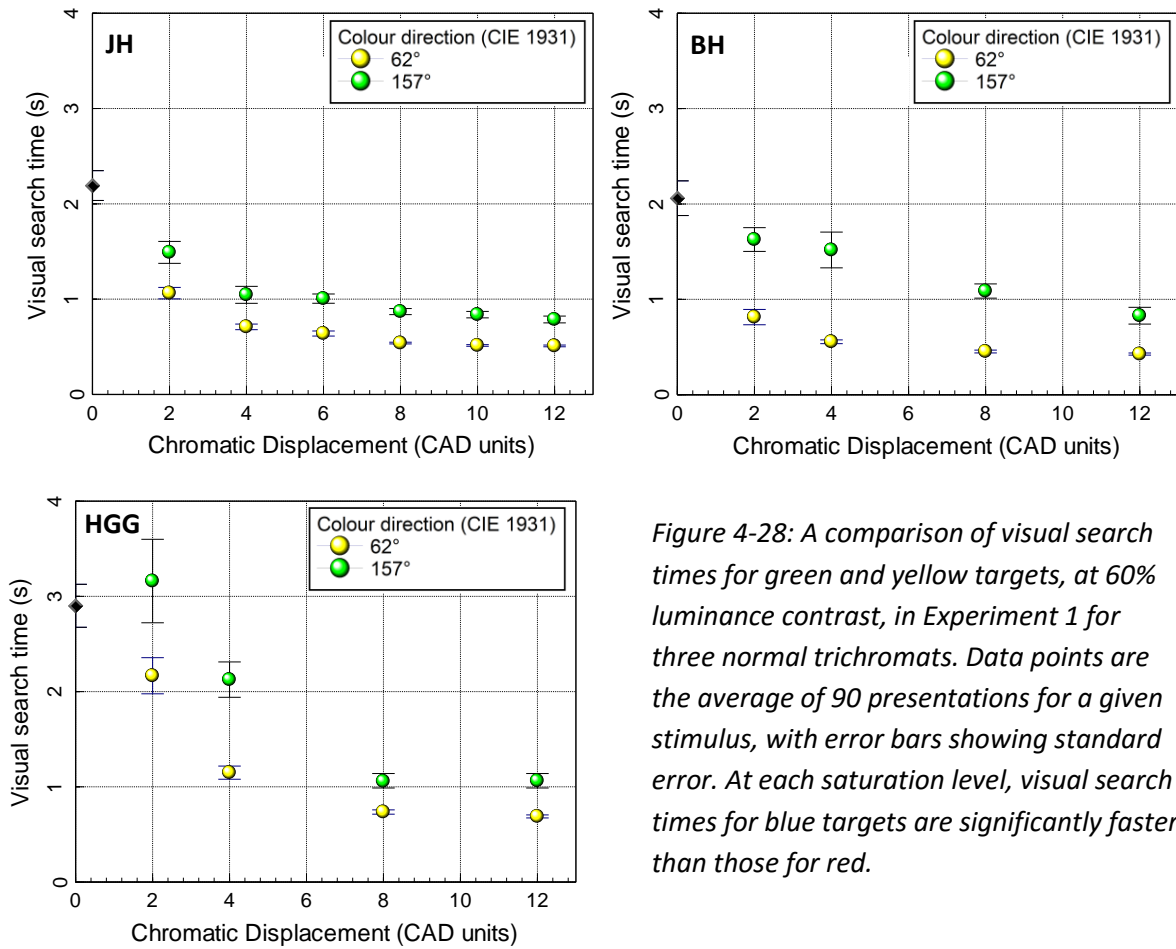 JH
Colour direction (CIE 1931)
62°
157°
Visual search time (s)
4
3
2
1
0
0 2 4 6 8 10 12
Chromatic Displacement (CAD units)
BH
Colour direction (CIE 1931)
62°
157°
Visual search time (s)
4
3
2
1
0
0 2 4 6 8 10 12
Chromatic Displacement (CAD units)
HGG
Colour direction (CIE 1931)
62°
157°
Visual search time (s)
4
3
2
1
0
0 2 4 6 8 10 12
Chromatic Displacement (CAD units)
Figure 4-28: A comparison of visual search
times for green and yellow targets, at 60%
luminance contrast, in Experiment 1 for
three normal trichromats. Data points are
the average of 90 presentations for a given
stimulus, with error bars showing standard
error. At each saturation level, visual search
times for blue targets are significantly faster
than those for red.